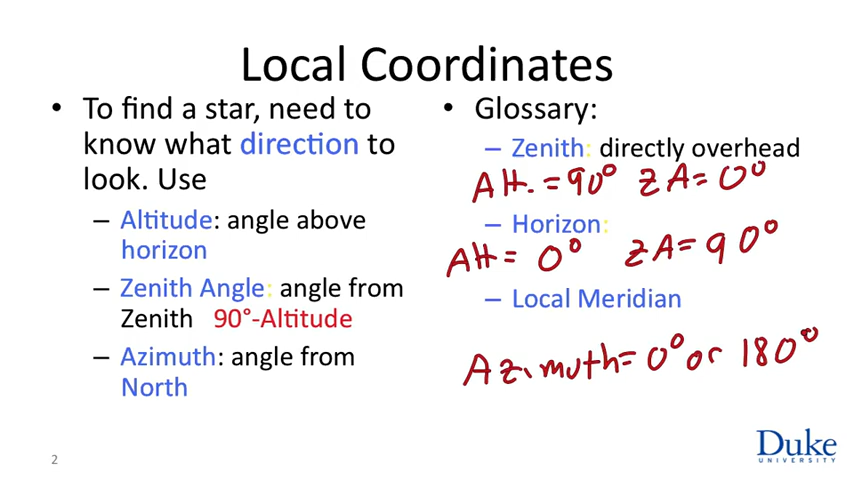 Local Coordinates
• To find a star, need to
know what direction to
look. Use
– Altitude: angle above
horizon
– Zenith Angle: angle from
Zenith 90°-Altitude
– Azimuth: angle from
North
• Glossary:
– Zenith: directly overhead
Alt. = 90° ZA = 0°
– Horizon:
Alt = 0° ZA = 90°
– Local Meridian
Azimuth = 0° or 180°
2
Duke
UNIVERSITY